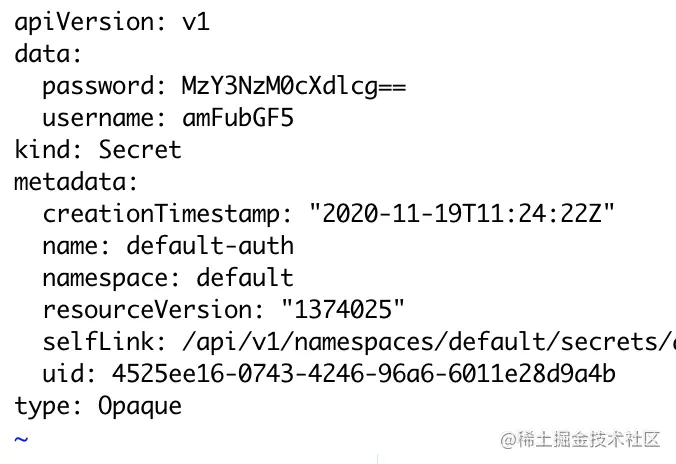 apiVersion: v1
data:
  password: MzY3NzM0cXdlcg==
  username: amFubGF5
kind: Secret
metadata:
  creationTimestamp: "2020-11-19T11:24:22Z"
  name: default-auth
  namespace: default
  resourceVersion: "1374025"
  selfLink: /api/v1/namespaces/default/secrets/
  uid: 4525ee16-0743-4246-96a6-6011e28d9a4b
type: Opaque
~
@稀土掘金技术社区